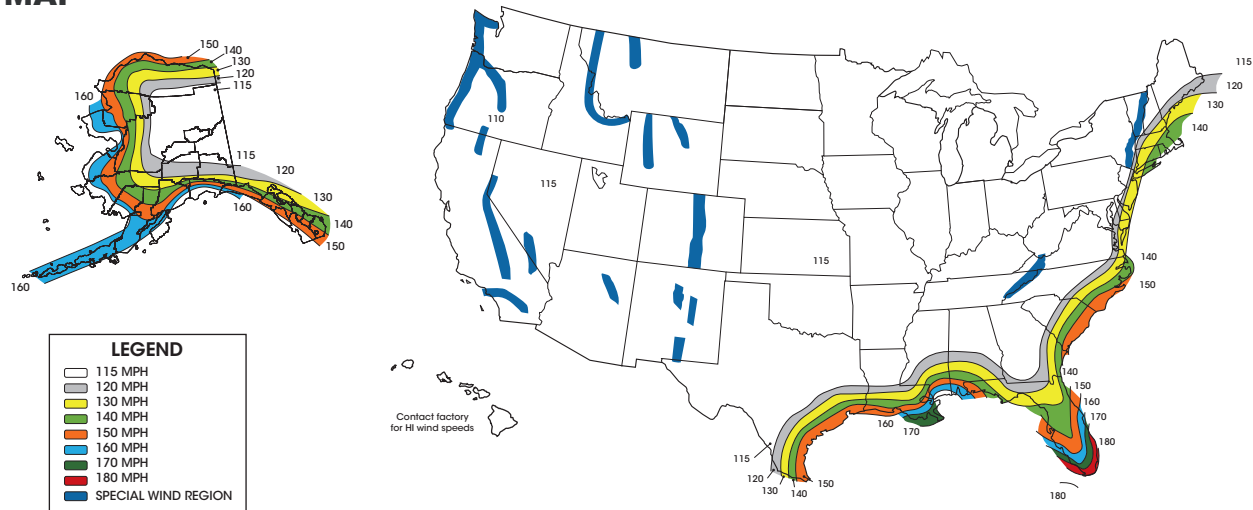 MAP
150
140
130
120
115
160
115
120
130
160
140
150
160
LEGEND
115 MPH
120 MPH
130 MPH
140 MPH
150 MPH
160 MPH
170 MPH
180 MPH
SPECIAL WIND REGION
Contact factory
for HI wind speeds
110
115
115
115
120
130
140
140
150
140
150
160
170
180
180
160
170
115
120
130
140
150